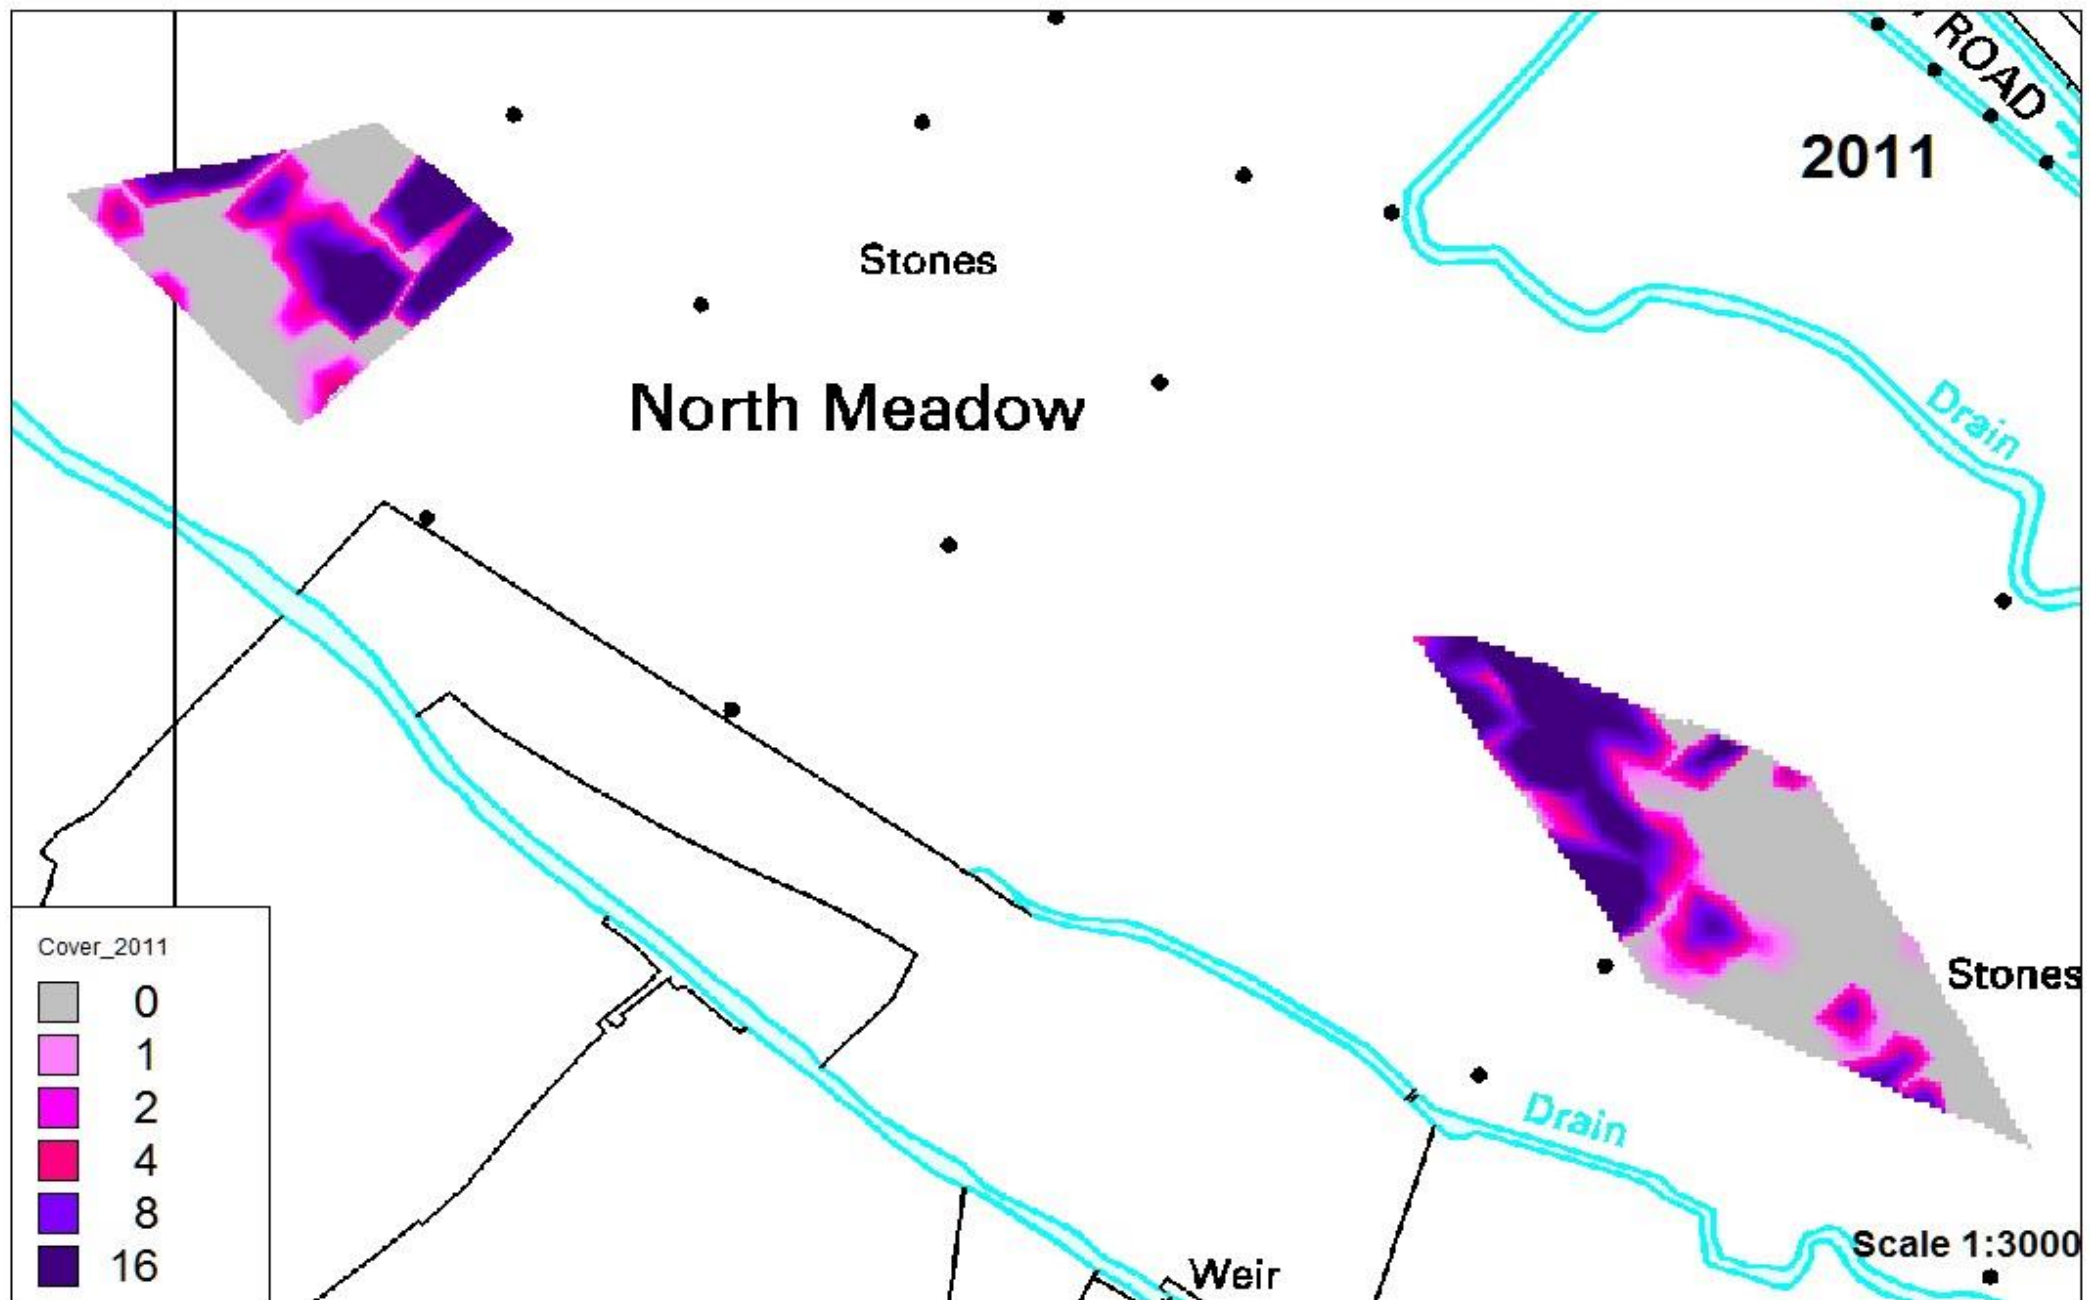 ROAD
2011
Stones
North Meadow
Drain
Stones
Cover_2011
0
1
2
4
8
16
Drain
Scale 1:3000
Weir